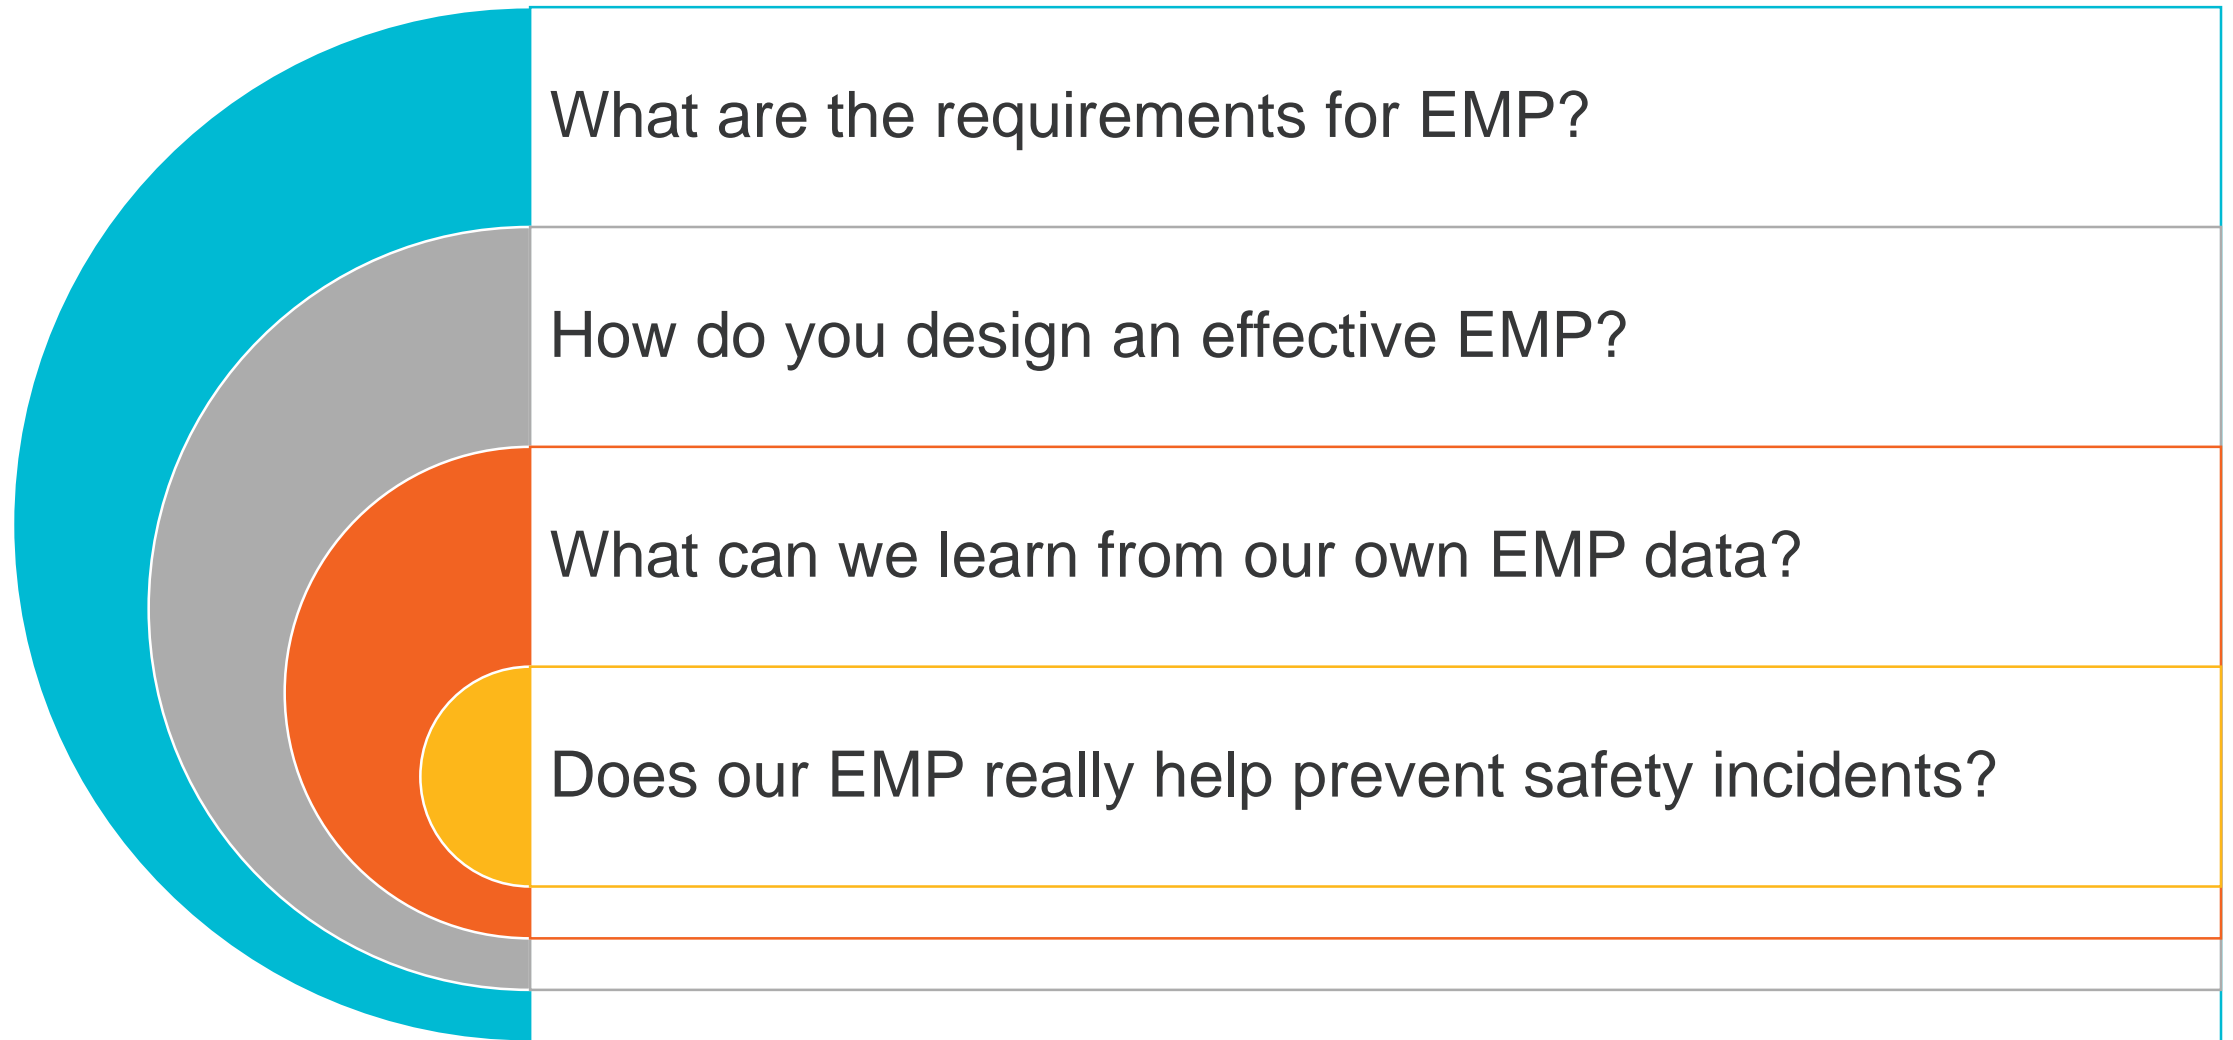 What are the requirements for EMP?
How do you design an effective EMP?
What can we learn from our own EMP data?
Does our EMP really help prevent safety incidents?